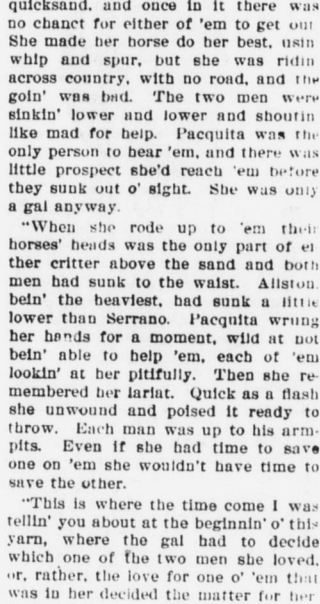 quicksand, and once in it there was
no chanct for either of 'em to get out
She made her horse do her best, usin
whip and spur, but she was ridin
across country, with no road, and the
goin' was bad. The two men were
sinkin' lower and lower and shoutin
like mad for help. Pacquita was the
only person to hear 'em, and there was
little prospect she'd reach 'em before
they sunk out o' sight. She was only
a gal anyway.
"When she rode up to 'em their
horses' heads was the only part of ei
ther critter above the sand and both
men had sunk to the waist. Allston,
bein' the heaviest, had sunk a little
lower than Serrano. Pacquita wrung
her hands for a moment, wild at not
bein' able to help 'em, each of 'em
lookin' at her pitifully. Then she re-
membered her lariat. Quick as a flash
she unwound and poised it ready to
throw. Each man was up to his arm-
pits. Even if she had time to save
one on 'em she wouldn't have time to
save the other.
"This is where the time come I was
tellin' you about at the beginnin' o' this
yarn, where the gal had to decide
which one of the two men she loved,
or, rather, the love for one o' 'em that
was in her decided the matter for her